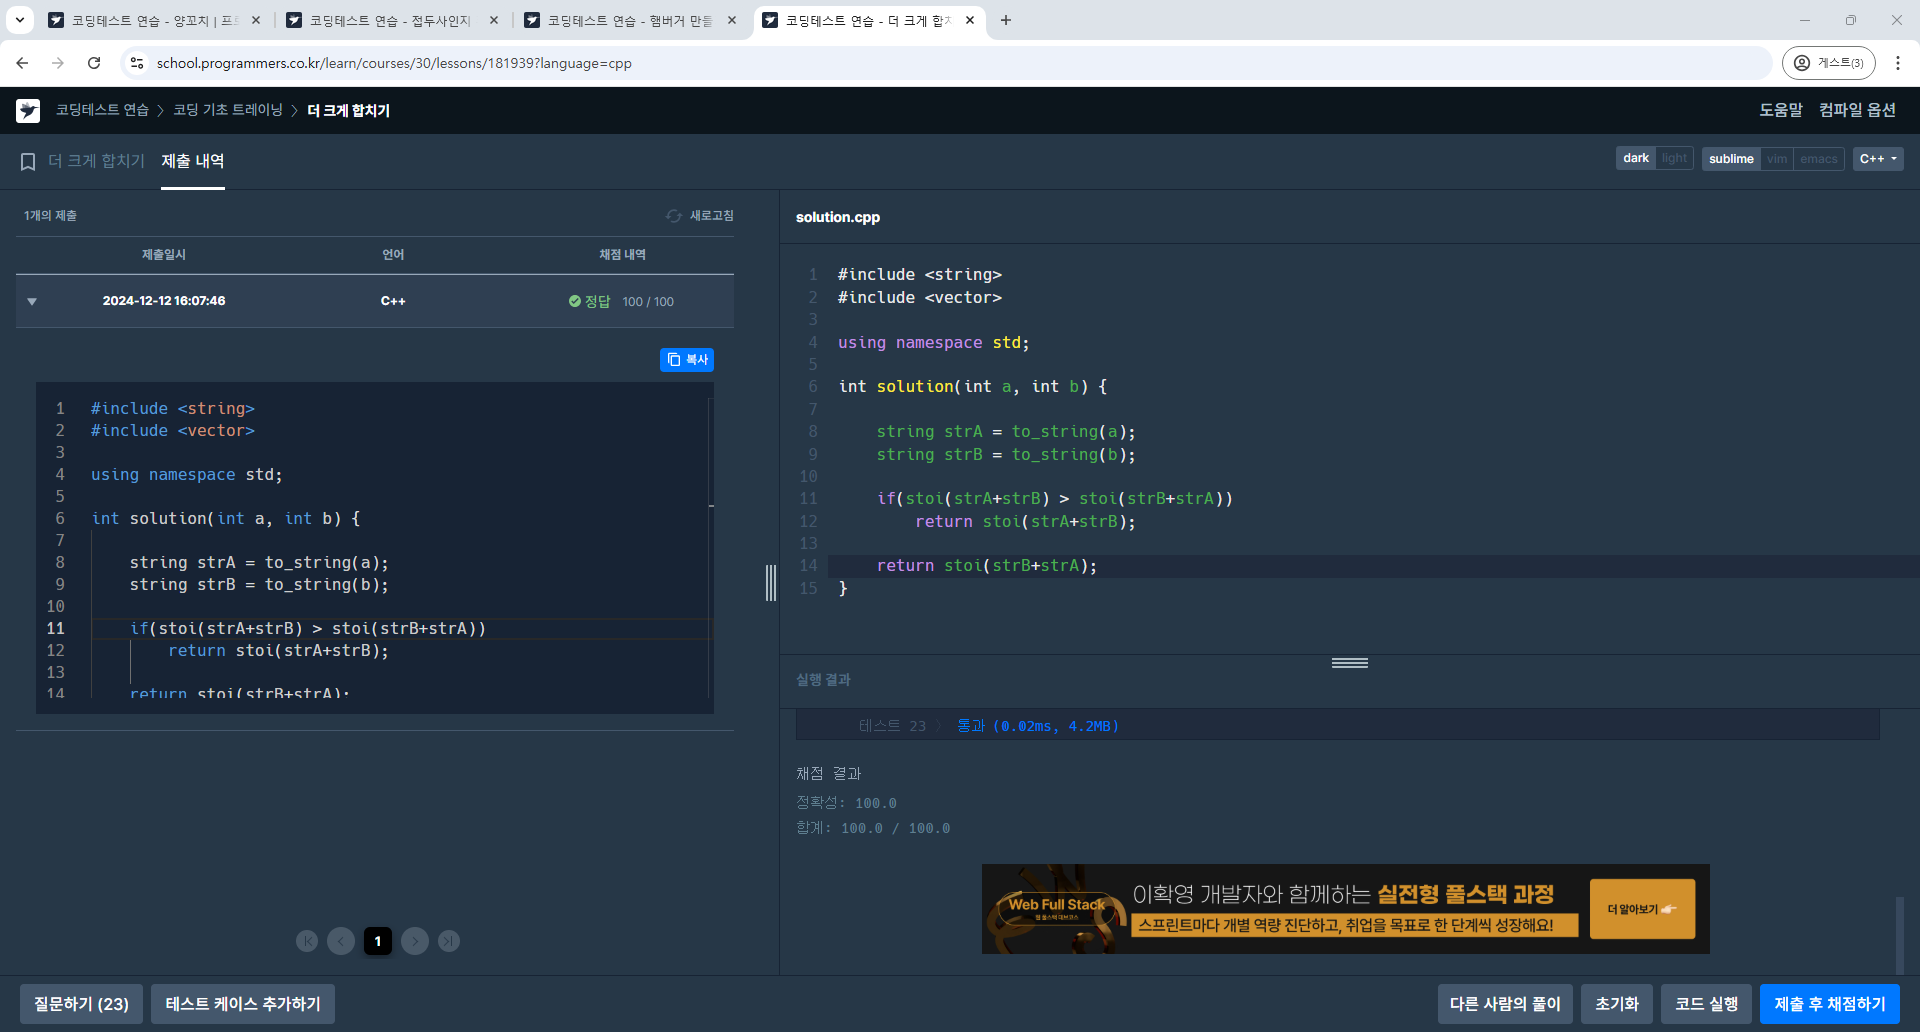 코딩테스트 연습 - 양꼬치 | 프로
코딩테스트 연습 - 접두사인지
코딩테스트 연습 - 햄버거 만들
코딩테스트 연습 - 더 크게 합치
school.programmers.co.kr/learn/courses/30/lessons/181939?language=cpp
게스트(3)
코딩테스트 연습 > 코딩 기초 트레이닝 > 더 크게 합치기
도움말 컴파일 옵션
더 크게 합치기 제출 내역
dark light sublime vim emacs C++
1개의 제출
새로고침
제출일시 언어 채점 내역
2024-12-12 16:07:46 C++ 정답 100 / 100
복사
1 #include <string>
2 #include <vector>
3
4 using namespace std;
5
6 int solution(int a, int b) {
7
8 string strA = to_string(a);
9 string strB = to_string(b);
10
11 if(stoi(strA+strB) > stoi(strB+strA))
12 return stoi(strA+strB);
13
14 return stoi(strB+strA);
1
solution.cpp
1 #include <string>
2 #include <vector>
3
4 using namespace std;
5
6 int solution(int a, int b) {
7
8 string strA = to_string(a);
9 string strB = to_string(b);
10
11 if(stoi(strA+strB) > stoi(strB+strA))
12 return stoi(strA+strB);
13
14 return stoi(strB+strA);
15 }
실행 결과
테스트 23 〉 통과 (0.02ms, 4.2MB)
채점 결과
정확성: 100.0
합계: 100.0 / 100.0
Web Full Stack
이확영 개발자와 함께하는 실전형 풀스택 과정
스프린트마다 개별 역량 진단하고, 취업을 목표로 한 단계씩 성장해요!
더 알아보기
질문하기 (23) 테스트 케이스 추가하기
다른 사람의 풀이 초기화 코드 실행 제출 후 채점하기